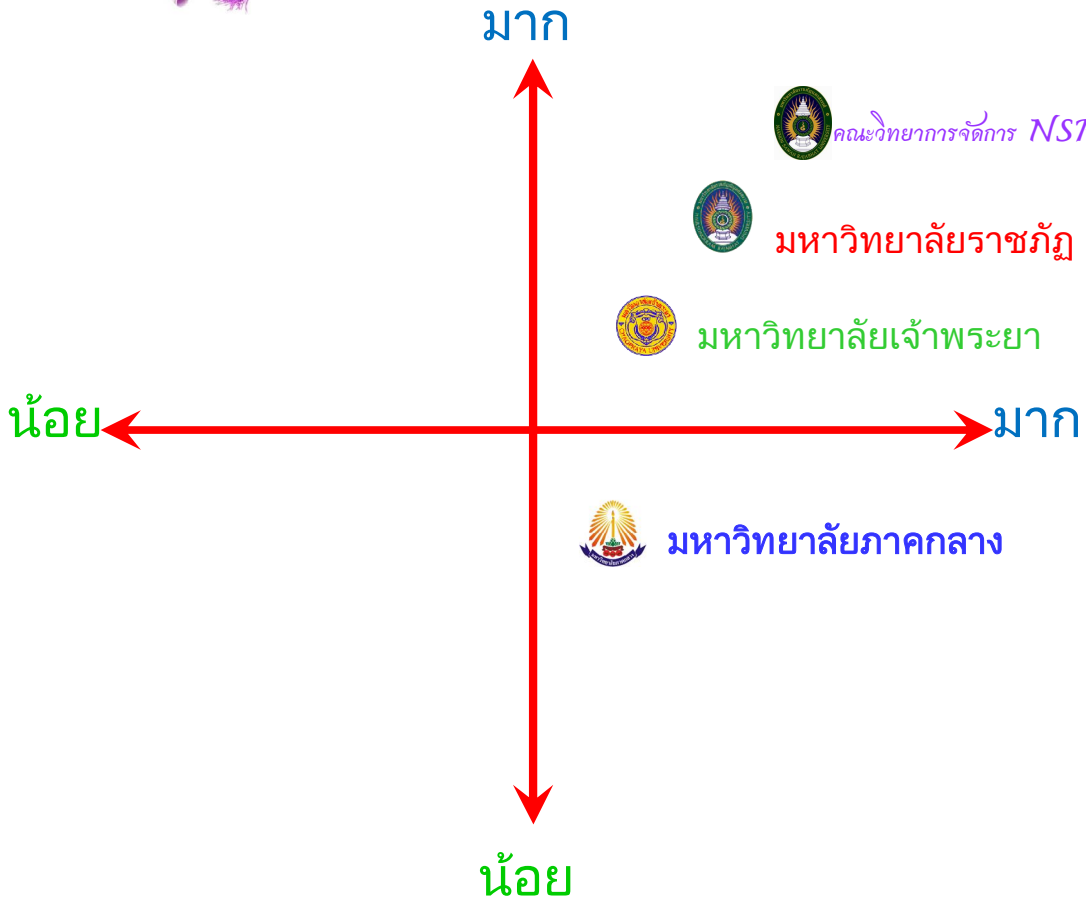 มาก
คณะวิทยาการจัดการ NSR
มหาวิทยาลัยราชภัฏ
มหาวิทยาลัยเจ้าพระยา
น้อย
มาก
มหาวิทยาลัยภาคกลาง
น้อย